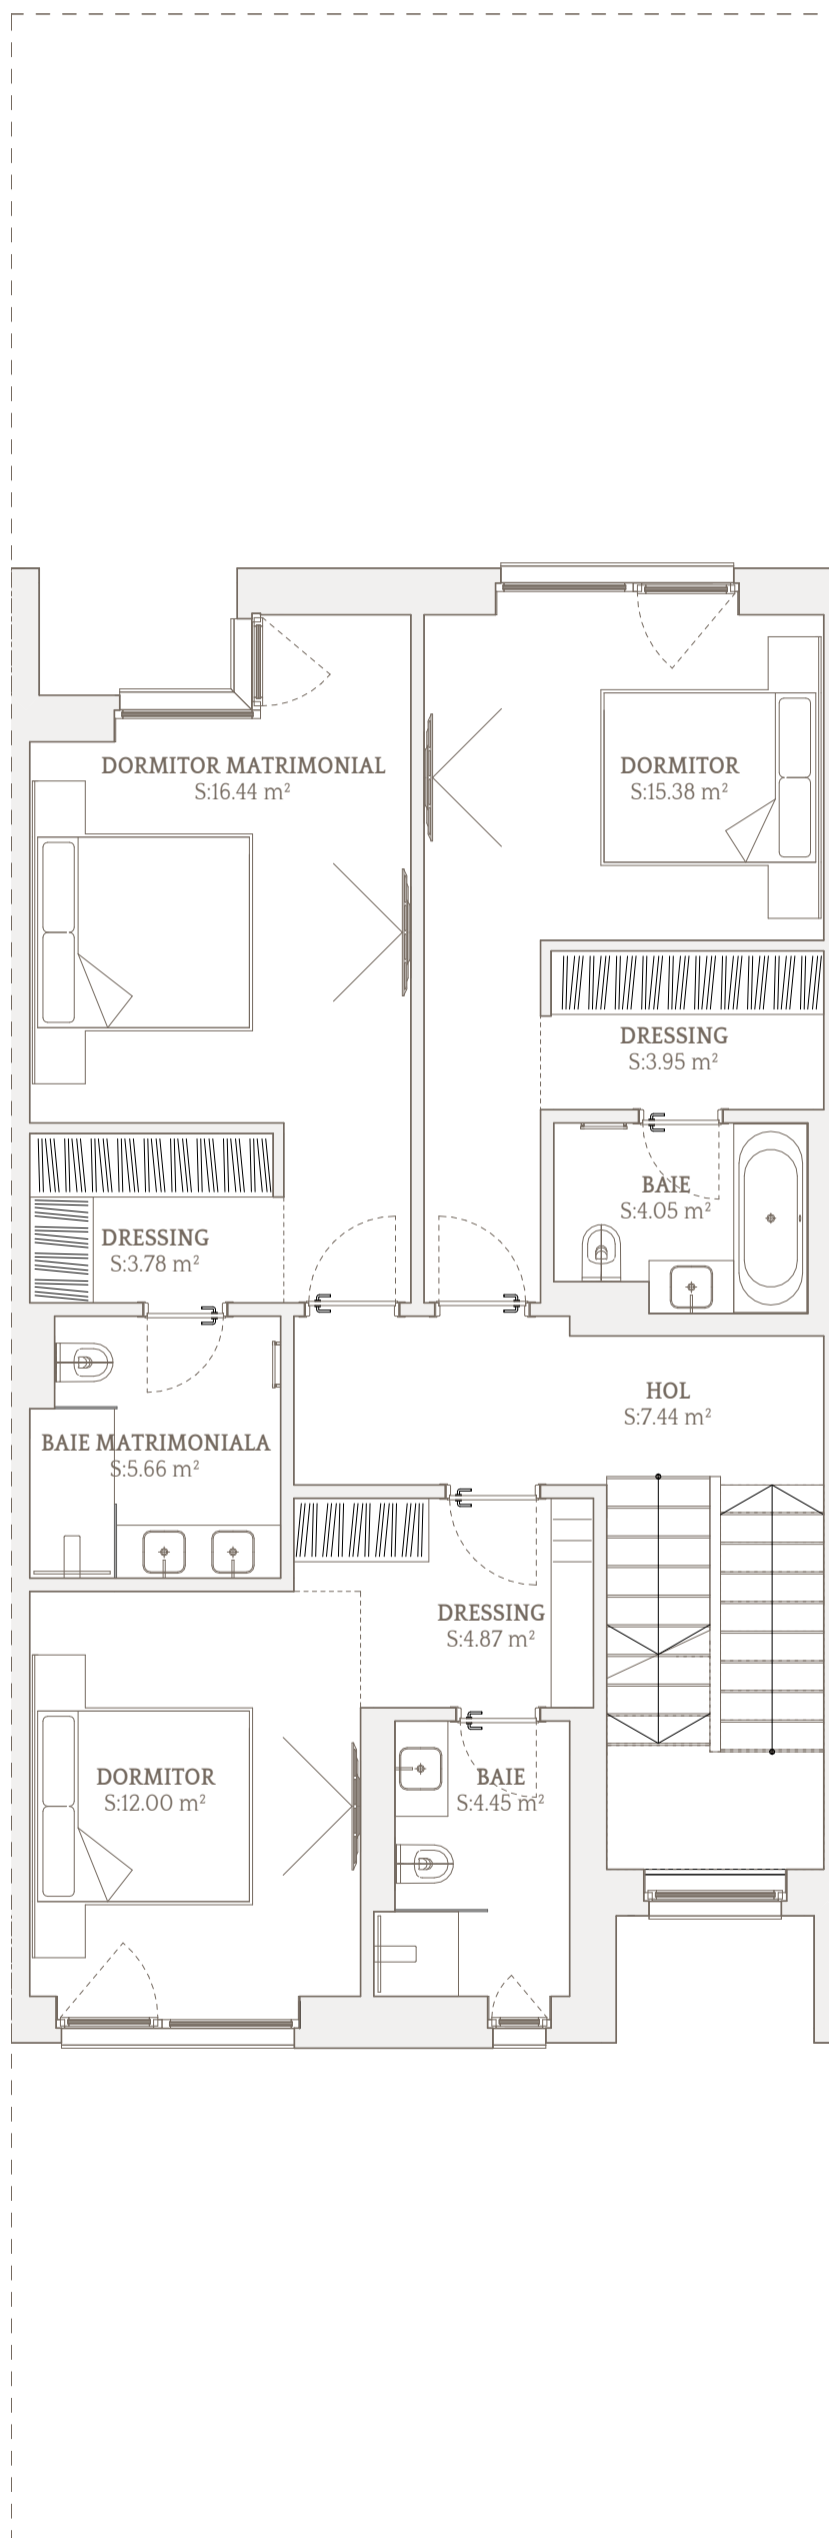 DORMITOR MATRIMONIAL
S:16.44 m²
DORMITOR
S:15.38 m²
DRESSING
S:3.95 m²
BAIE
S:4.05 m²
DRESSING
S:3.78 m²
HOL
S:7.44 m²
BAIE MATRIMONIALA
S:5.66 m²
DRESSING
S:4.87 m²
DORMITOR
S:12.00 m²
BAIE
S:4.45 m²